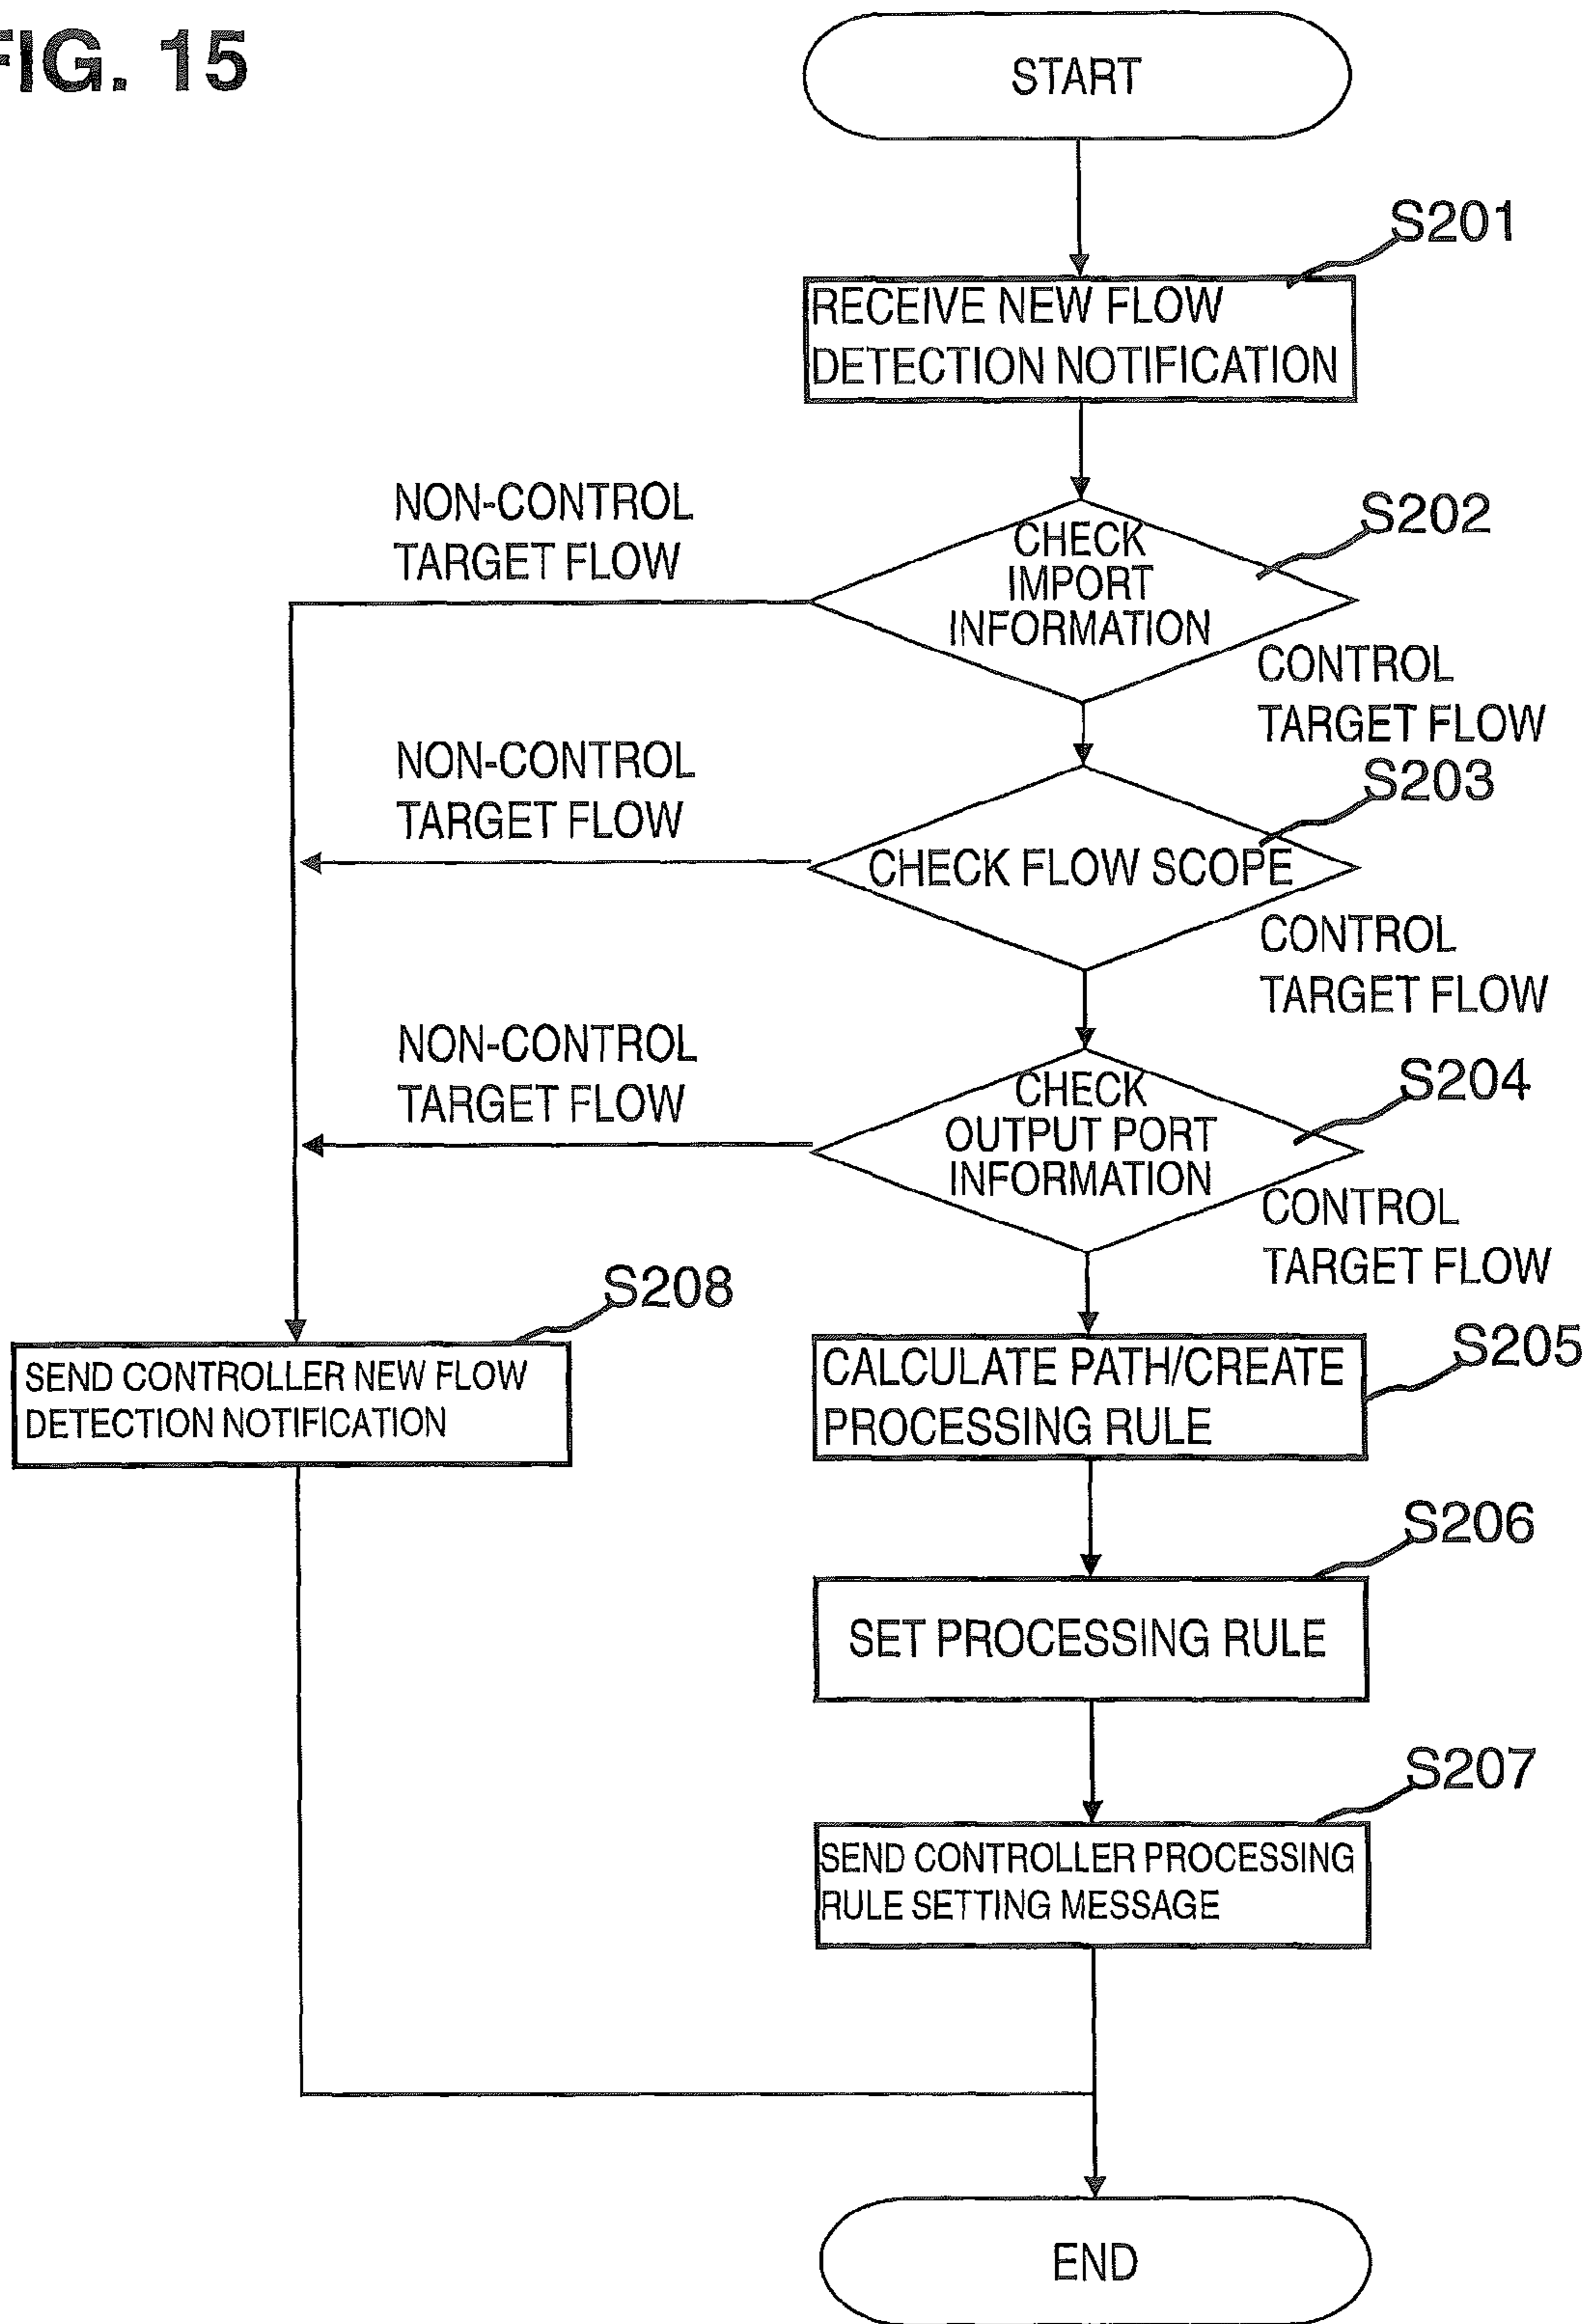 FIG. 15
START
S201
RECEIVE NEW FLOW
DETECTION NOTIFICATION
NON-CONTROL
TARGET FLOW
S202
CHECK
IMPORT
INFORMATION
CONTROL
TARGET FLOW
NON-CONTROL
TARGET FLOW
S203
CHECK FLOW SCOPE
CONTROL
TARGET FLOW
NON-CONTROL
TARGET FLOW
S204
CHECK
OUTPUT PORT
INFORMATION
CONTROL
TARGET FLOW
S208
SEND CONTROLLER NEW FLOW
DETECTION NOTIFICATION
S205
CALCULATE PATH/CREATE
PROCESSING RULE
S206
SET PROCESSING RULE
S207
SEND CONTROLLER PROCESSING
RULE SETTING MESSAGE
END